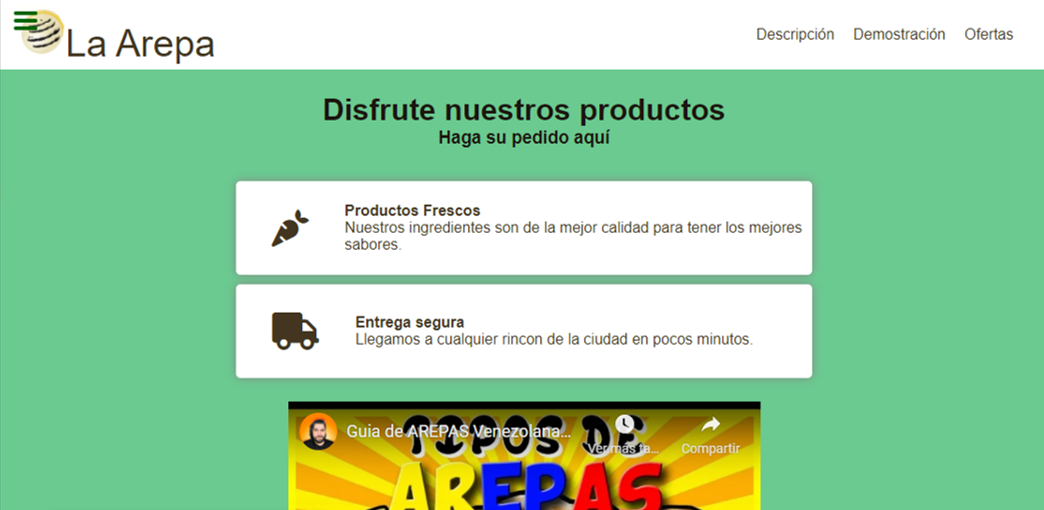 La Arepa
Descripción Demostración Ofertas
Disfrute nuestros productos
Haga su pedido aquí
Productos Frescos
Nuestros ingredientes son de la mejor calidad para tener los mejores
sabores.
Entrega segura
Llegamos a cualquier rincon de la ciudad en pocos minutos.
TIPOS DE
Guia de AREPAS Venezolana...
Ver más ta...
Compartir
AREPAS